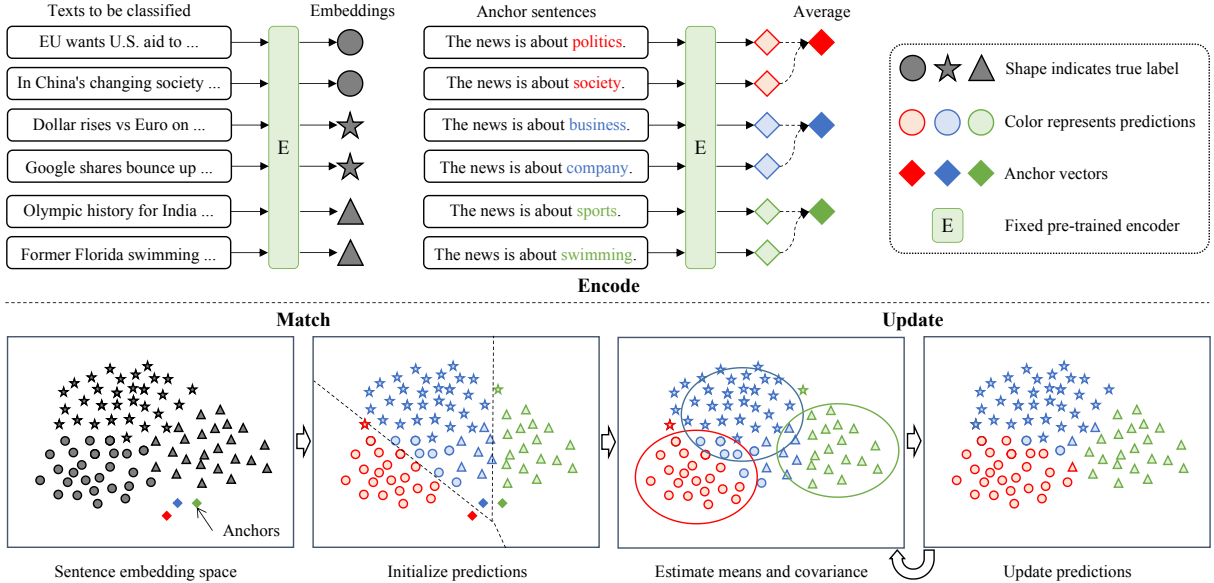 Texts to be classified
Embeddings
Anchor sentences
Average
EU wants U.S. aid to ...
In China's changing society ...
Dollar rises vs Euro on ...
Google shares bounce up ...
Olympic history for India ...
Former Florida swimming ...
E
The news is about politics.
The news is about society.
The news is about business.
The news is about company.
The news is about sports.
The news is about swimming.
E
Shape indicates true label
Color represents predictions
Anchor vectors
E
Fixed pre-trained encoder
Encode
Match
Update
Anchors
Sentence embedding space
Initialize predictions
Estimate means and covariance
Update predictions